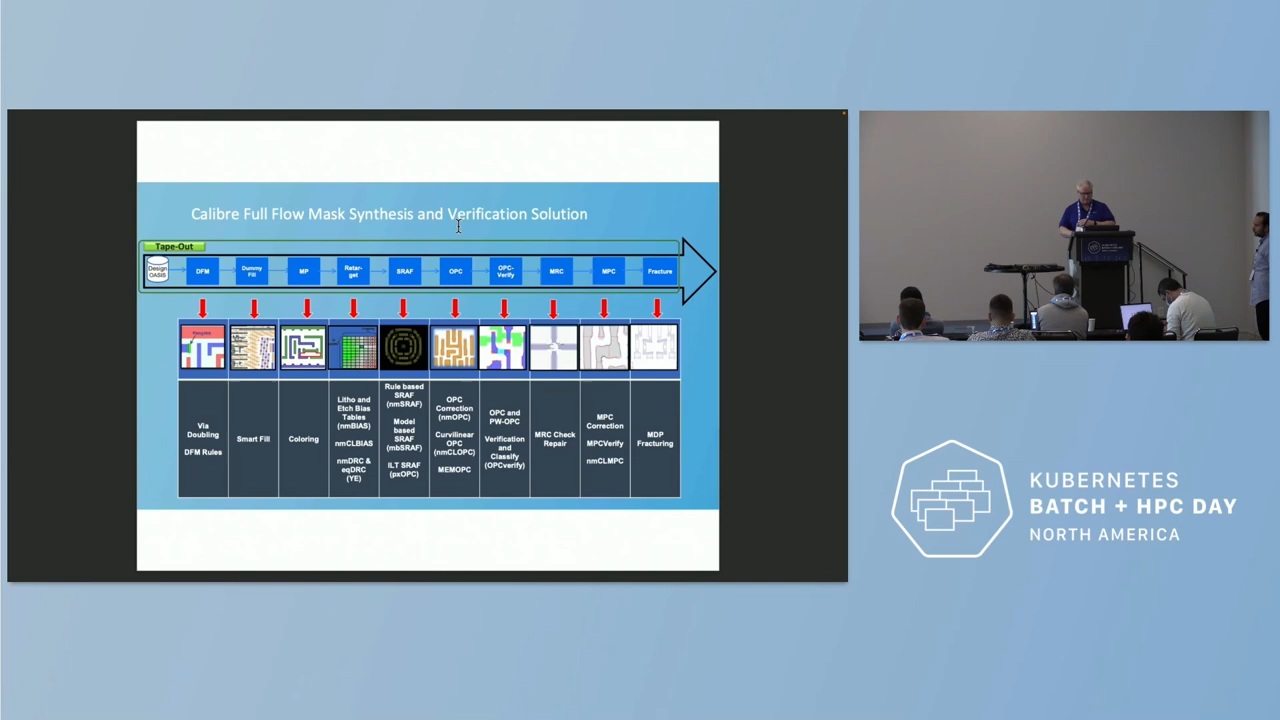 Calibre Full Flow Mask Synthesis and Verification Solution
Tape-Out
Design
OASIS
DFM
Dummy
Fill
MP
Retar-
get
SRAF
OPC
OPC-
Verify
MRC
MPC
Fracture
Via
Doubling
DFM Rules
Smart Fill
Coloring
Litho and
Etch Bias
Tables
(nmBIAS)
nmCLBIAS
nmDRC &
eqDRC
(YE)
Rule based
SRAF
(nmSRAF)
Model
based
SRAF
(mbSRAF)
ILT SRAF
(pxOPC)
OPC
Correction
(nmOPC)
Curvilinear
OPC
(nmCLOPC)
MEMOPC
OPC and
PW-OPC
Verification
and
Classify
(OPCverify)
MRC Check
Repair
MPC
Correction
MPCVerify
nmCLMPC
MDP
Fracturing
KUBERNETES
BATCH + HPC DAY
NORTH AMERICA